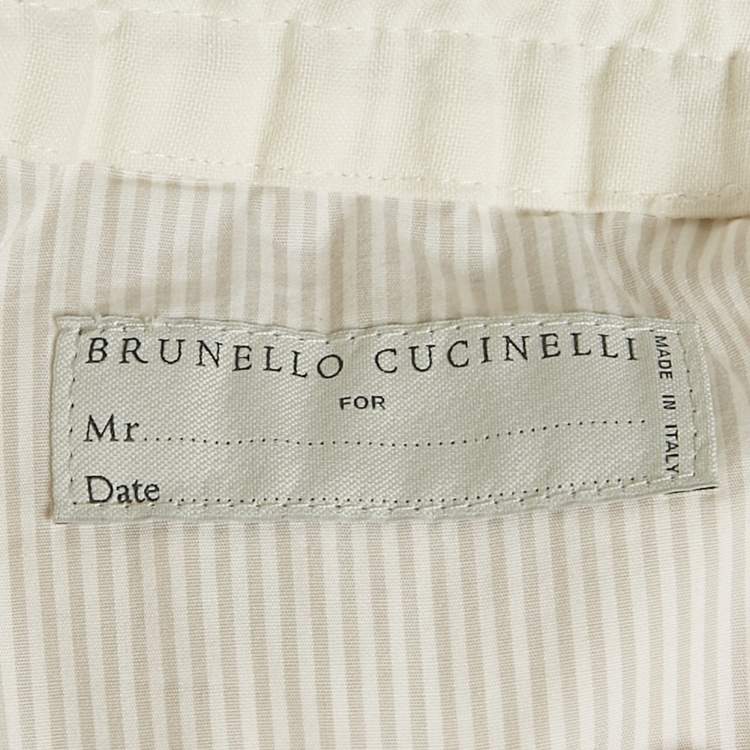 BRUNELLO CUCINELLI
FOR
Mr....................................................
Date....................................................
MADE IN ITALY